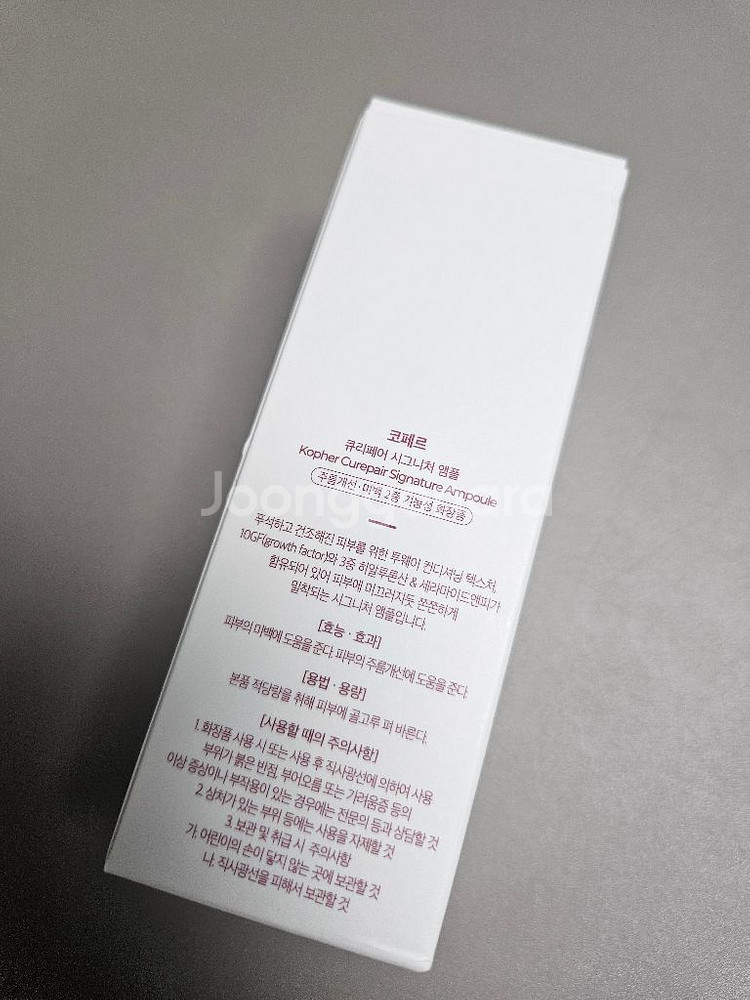 코페르
큐리페어 시그니처 앰플
Kopher Curepair Signature Ampoule
주름개선·미백 2종 기능성 화장품
Joongg
ara
푸석하고 건조해진 피부를 위한 투웨이 컨디셔닝 텍스처,
10GF(growth factor)와 3종 히알루론산 & 세라마이드엔피가
함유되어 있어 피부에 미끄러지듯 쫀쫀하게
밀착되는 시그니처 앰플입니다.
[효능·효과]
피부의 미백에 도움을 준다. 피부의 주름개선에 도움을 준다.
[용법·용량]
본품 적당량을 취해 피부에 골고루 펴 바른다.
[사용할 때의 주의사항]
1. 화장품 사용 시 또는 사용 후 직사광선에 의하여 사용
부위가 붉은 반점, 부어오름 또는 가려움증 등의
이상 증상이나 부작용이 있는 경우에는 전문의 등과 상담할 것
2. 상처가 있는 부위 등에는 사용을 자제할 것
3. 보관 및 취급 시 주의사항
가. 어린이의 손이 닿지 않는 곳에 보관할 것
나. 직사광선을 피해서 보관할 것